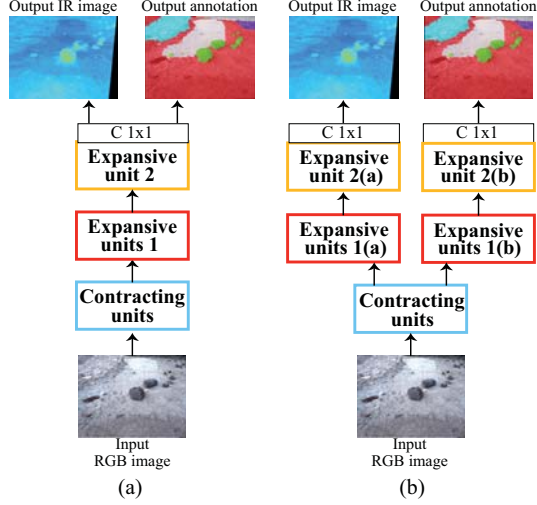 Output IR image Output annotation
C 1x1
Expansive
unit 2
Expansive
units 1
Contracting
units
Input
RGB image
(a)
Output IR image Output annotation
C 1x1 C 1x1
Expansive Expansive
unit 2(a) unit 2(b)
Expansive Expansive
units 1(a) units 1(b)
Contracting
units
Input
RGB image
(b)